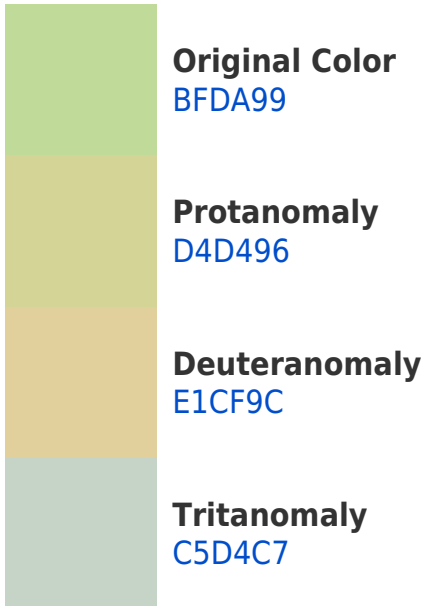 Original Color
BFDA99
Protanomaly
D4D496
Deuteranomaly
E1CF9C
Tritanomaly
C5D4C7